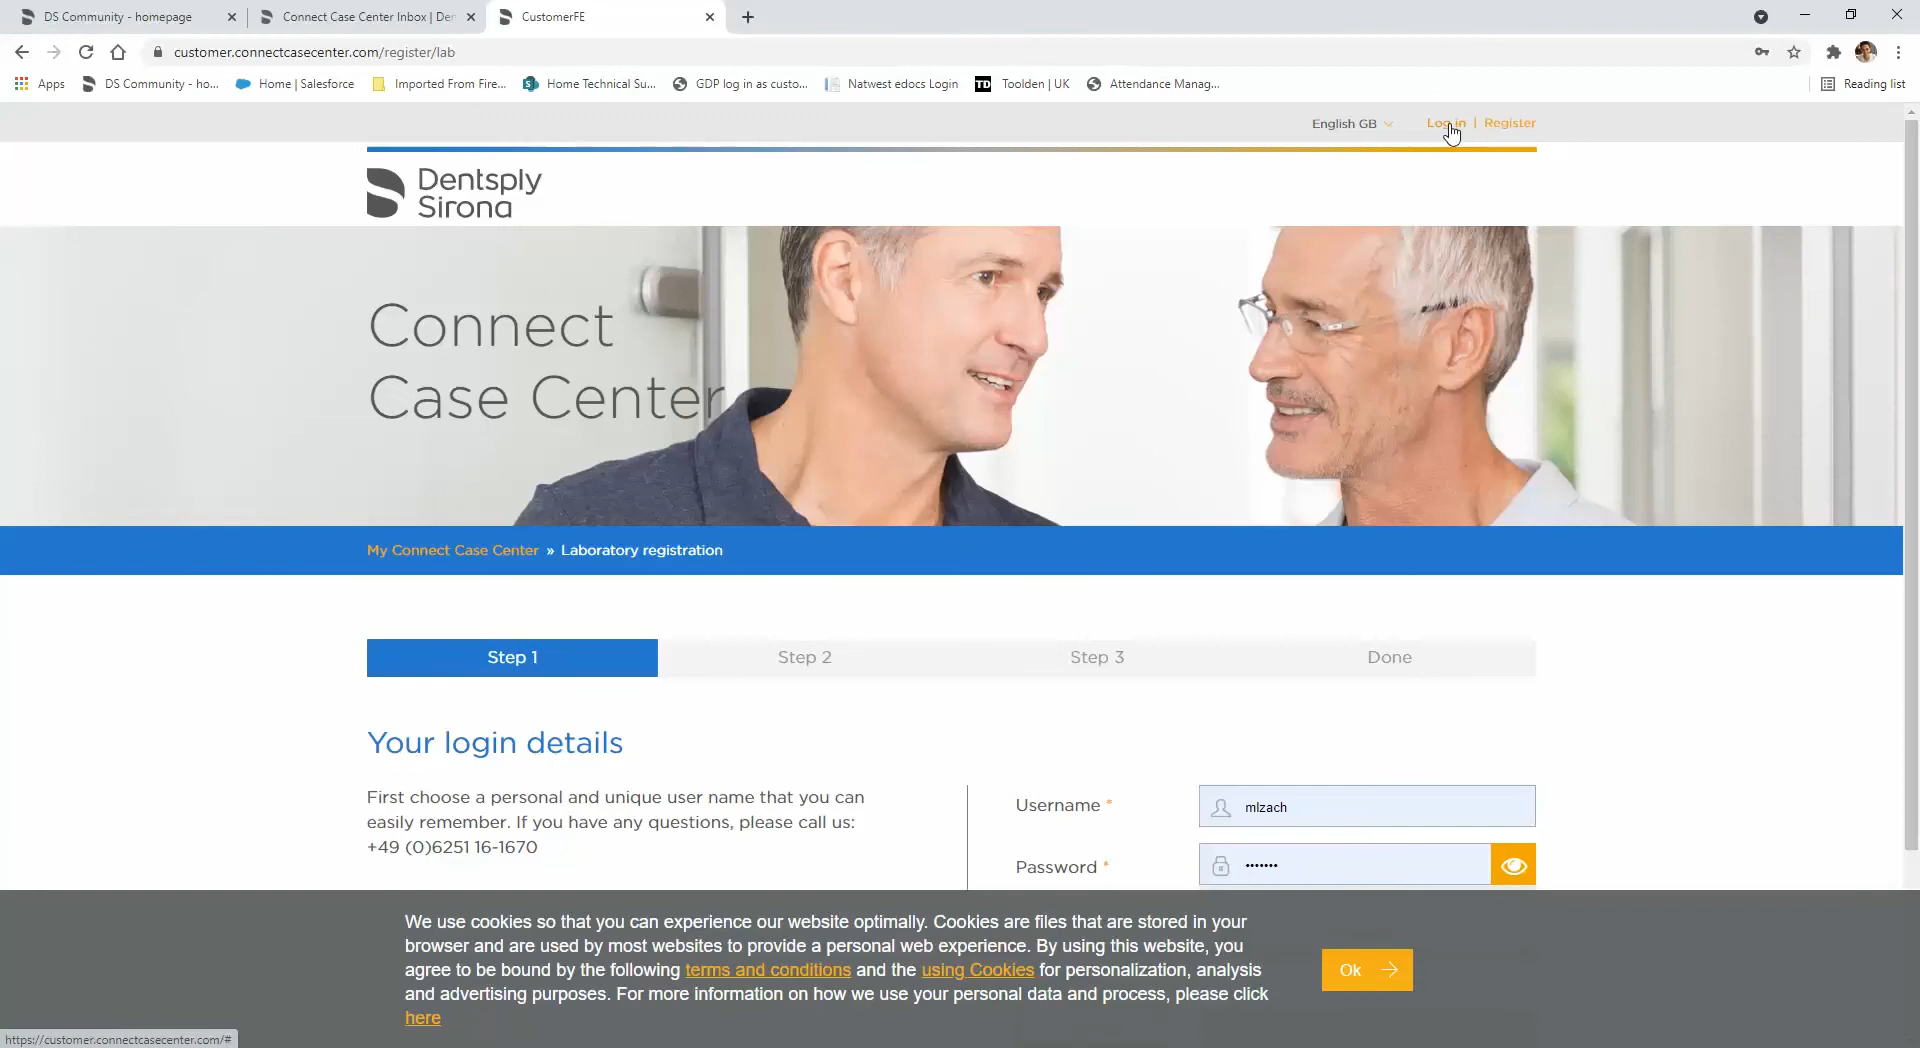 DS Community - homepage
Connect Case Center Inbox | Der
CustomerFE
customer.connectcasecenter.com/register/lab
Apps
DS Community - ho...
Home | Salesforce
Imported From Fire...
S
Home Technical Su...
GDP log in as custo...
Natwest edocs Login
TD
Toolden | UK
Attendance Manag...
Reading list
English GB
Log in | Register
Dentsply
Sirona
Connect
Case Center
My Connect Case Center » Laboratory registration
Step 1
Step 2
Step 3
Done
Your login details
First choose a personal and unique user name that you can
easily remember. If you have any questions, please call us:
+49 (0)6251 16-1670
Username *
mlzach
Password *
•••••••
We use cookies so that you can experience our website optimally. Cookies are files that are stored in your
browser and are used by most websites to provide a personal web experience. By using this website, you
agree to be bound by the following terms and conditions and the using Cookies for personalization, analysis
and advertising purposes. For more information on how we use your personal data and process, please click
here
Ok
https://customer.connectcasecenter.com/#